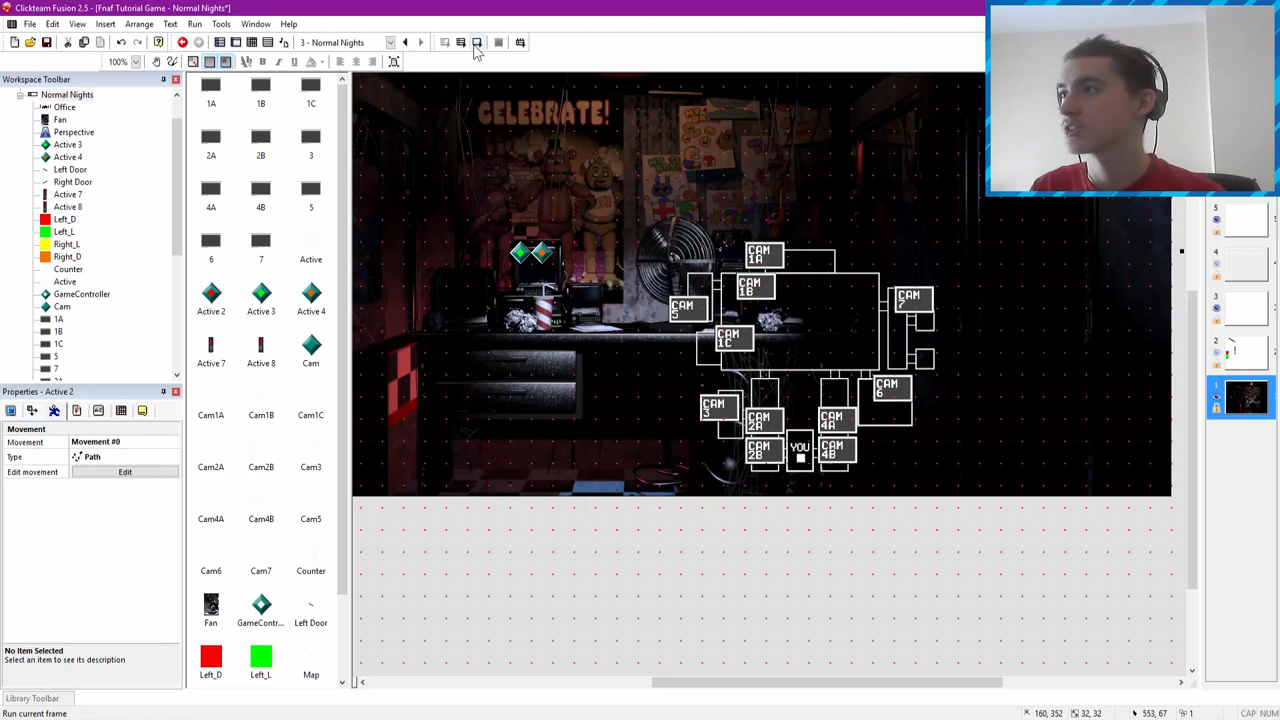 Clickteam Fusion 2.5 - [Fnaf Tutorial Game - Normal Nights*]
File Edit View Insert Arrange Text Run Tools Window Help
3 - Normal Nights
100%
Workspace Toolbar
Normal Nights
Office
Fan
Perspective
Active 3
Active 4
Left Door
Right Door
Active 7
Active 8
Left_D
Left_L
Right_L
Right_D
Counter
Active
GameController
Cam
1A
1B
1C
5
7
Properties - Active 2
Movement
Movement Movement #0
Type Path
Edit movement Edit
No Item Selected
Select an item to see its description
Library Toolbar
Run current frame
1A 1B 1C
2A 2B 3
4A 4B 5
6 7 Active
Active 2 Active 3 Active 4
Active 7 Active 8 Cam
Cam1A Cam1B Cam1C
Cam2A Cam2B Cam3
Cam4A Cam4B Cam5
Cam6 Cam7 Counter
Fan GameContr... Left Door
Left_D Left_L Map
CELEBRATE!
CAM
1A
CAM
1B
CAM
5
CAM
7
CAM
1C
CAM
6
CAM
3
CAM
2A
CAM
4A
CAM
2B
YOU
CAM
4B
5
4
3
2
1
160, 352 32, 32 553, 67 1 CAP NUM